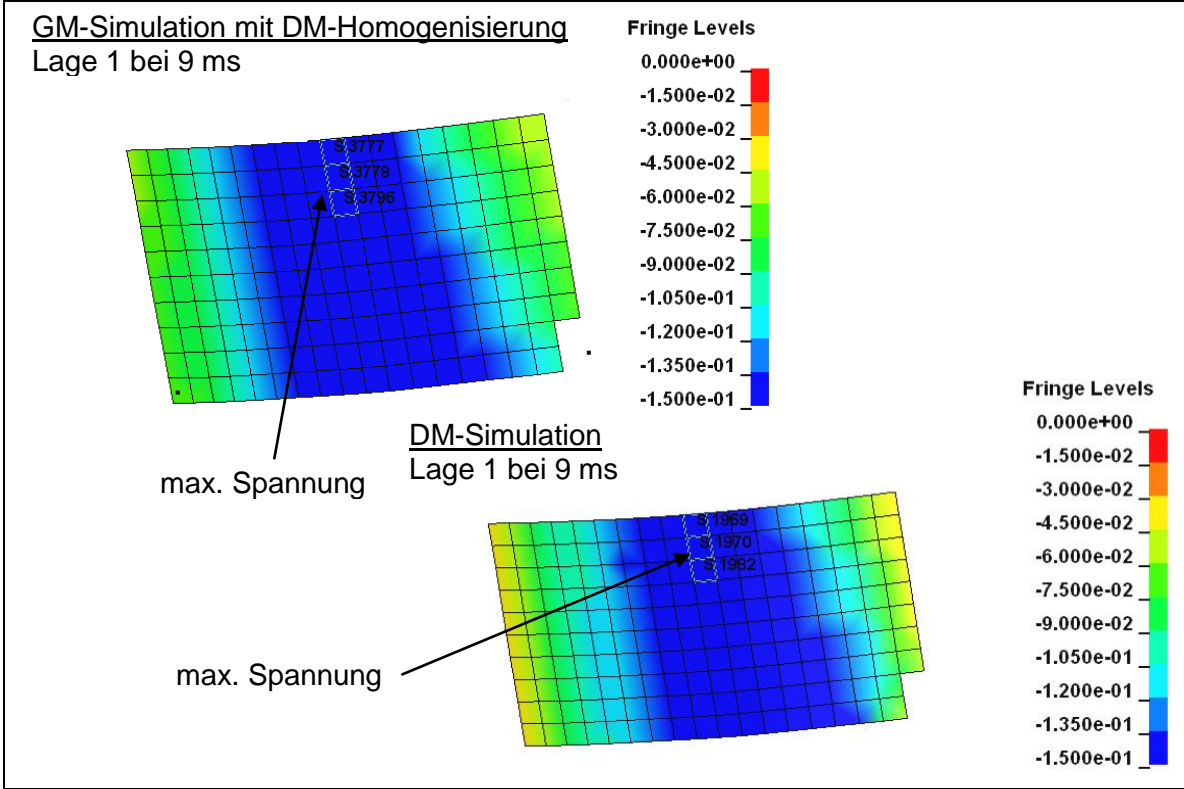 GM-Simulation mit DM-Homogenisierung
Lage 1 bei 9 ms
Fringe Levels
0.000e+00
-1.500e-02
-3.000e-02
-4.500e-02
-6.000e-02
-7.500e-02
-9.000e-02
-1.050e-01
-1.200e-01
-1.350e-01
-1.500e-01
S 3777
S 3778
S 3796
max. Spannung
DM-Simulation
Lage 1 bei 9 ms
Fringe Levels
0.000e+00
-1.500e-02
-3.000e-02
-4.500e-02
-6.000e-02
-7.500e-02
-9.000e-02
-1.050e-01
-1.200e-01
-1.350e-01
-1.500e-01
S 1969
S 1970
S 1982
max. Spannung